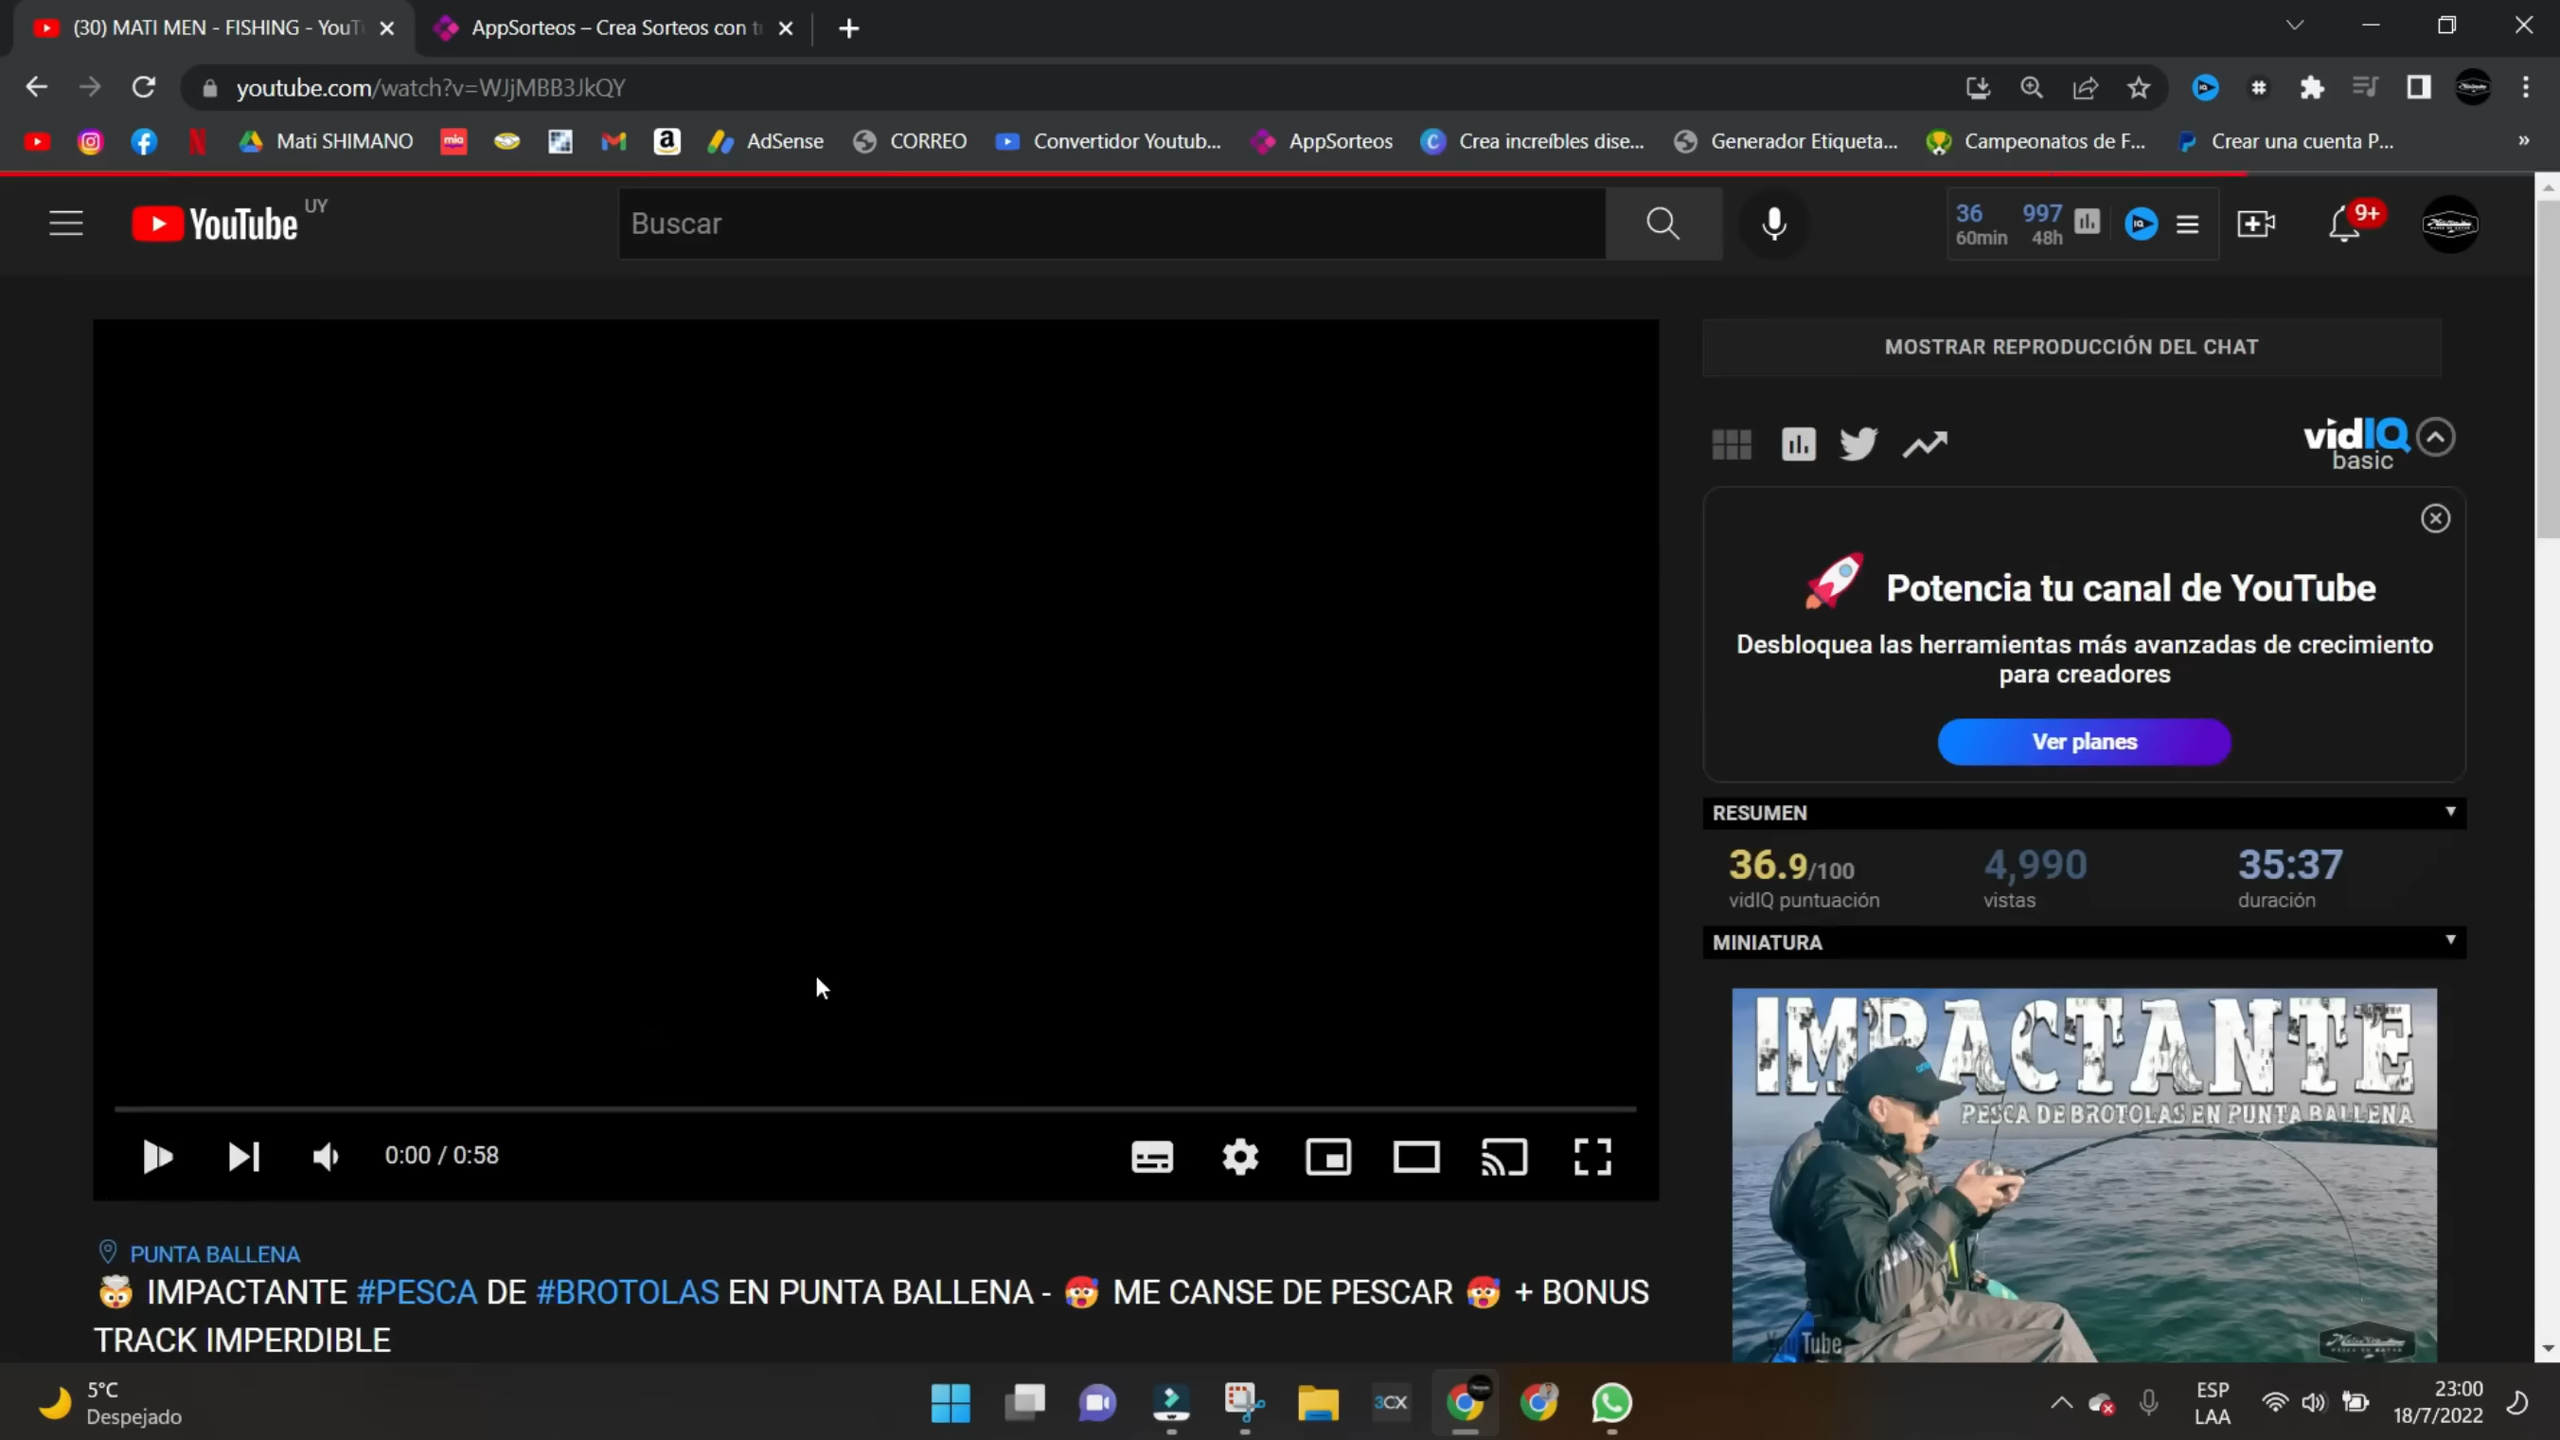 (30) MATI MEN - FISHING - YouT
AppSorteos – Crea Sorteos con t
youtube.com/watch?v=WJjMBB3JkQY
Mati SHIMANO
mia
AdSense
CORREO
Convertidor Youtub...
AppSorteos
Crea increíbles dise...
Generador Etiqueta...
Campeonatos de F...
Crear una cuenta P...
»
YouTube UY
Buscar
36 997
60min 48h
9+
MOSTRAR REPRODUCCIÓN DEL CHAT
vidIQ
basic
Potencia tu canal de YouTube
Desbloquea las herramientas más avanzadas de crecimiento
para creadores
Ver planes
RESUMEN
36.9/100 4,990 35:37
vidIQ puntuación vistas duración
MINIATURA
IMPACTANTE
PESCA DE BROTOLAS EN PUNTA BALLENA
YouTube
0:00 / 0:58
PUNTA BALLENA
🤯 IMPACTANTE #PESCA DE #BROTOLAS EN PUNTA BALLENA - 🥵 ME CANSE DE PESCAR 🥵 + BONUS
TRACK IMPERDIBLE
5°C
Despejado
3CX
ESP
LAA
23:00
18/7/2022